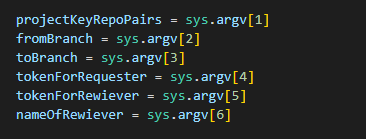 projectKeyRepoPairs = sys.argv[1]
fromBranch = sys.argv[2]
toBranch = sys.argv[3]
tokenForRequester = sys.argv[4]
tokenForRewiever = sys.argv[5]
nameOfRewiever = sys.argv[6]